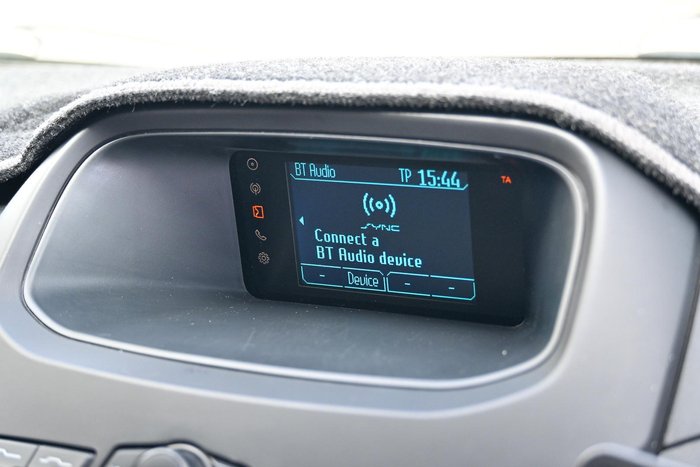 BT Audio TP 15:44
TA
SYNC
Connect a
BT Audio device
- Device - -